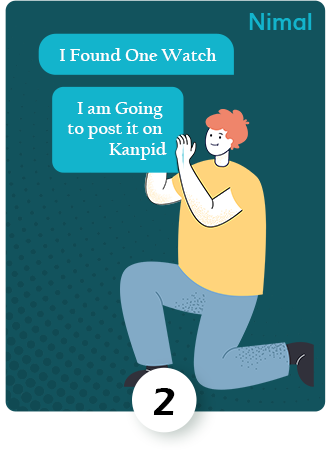 Nimal
I Found One Watch
I am Going
to post it on
Kanpid
2